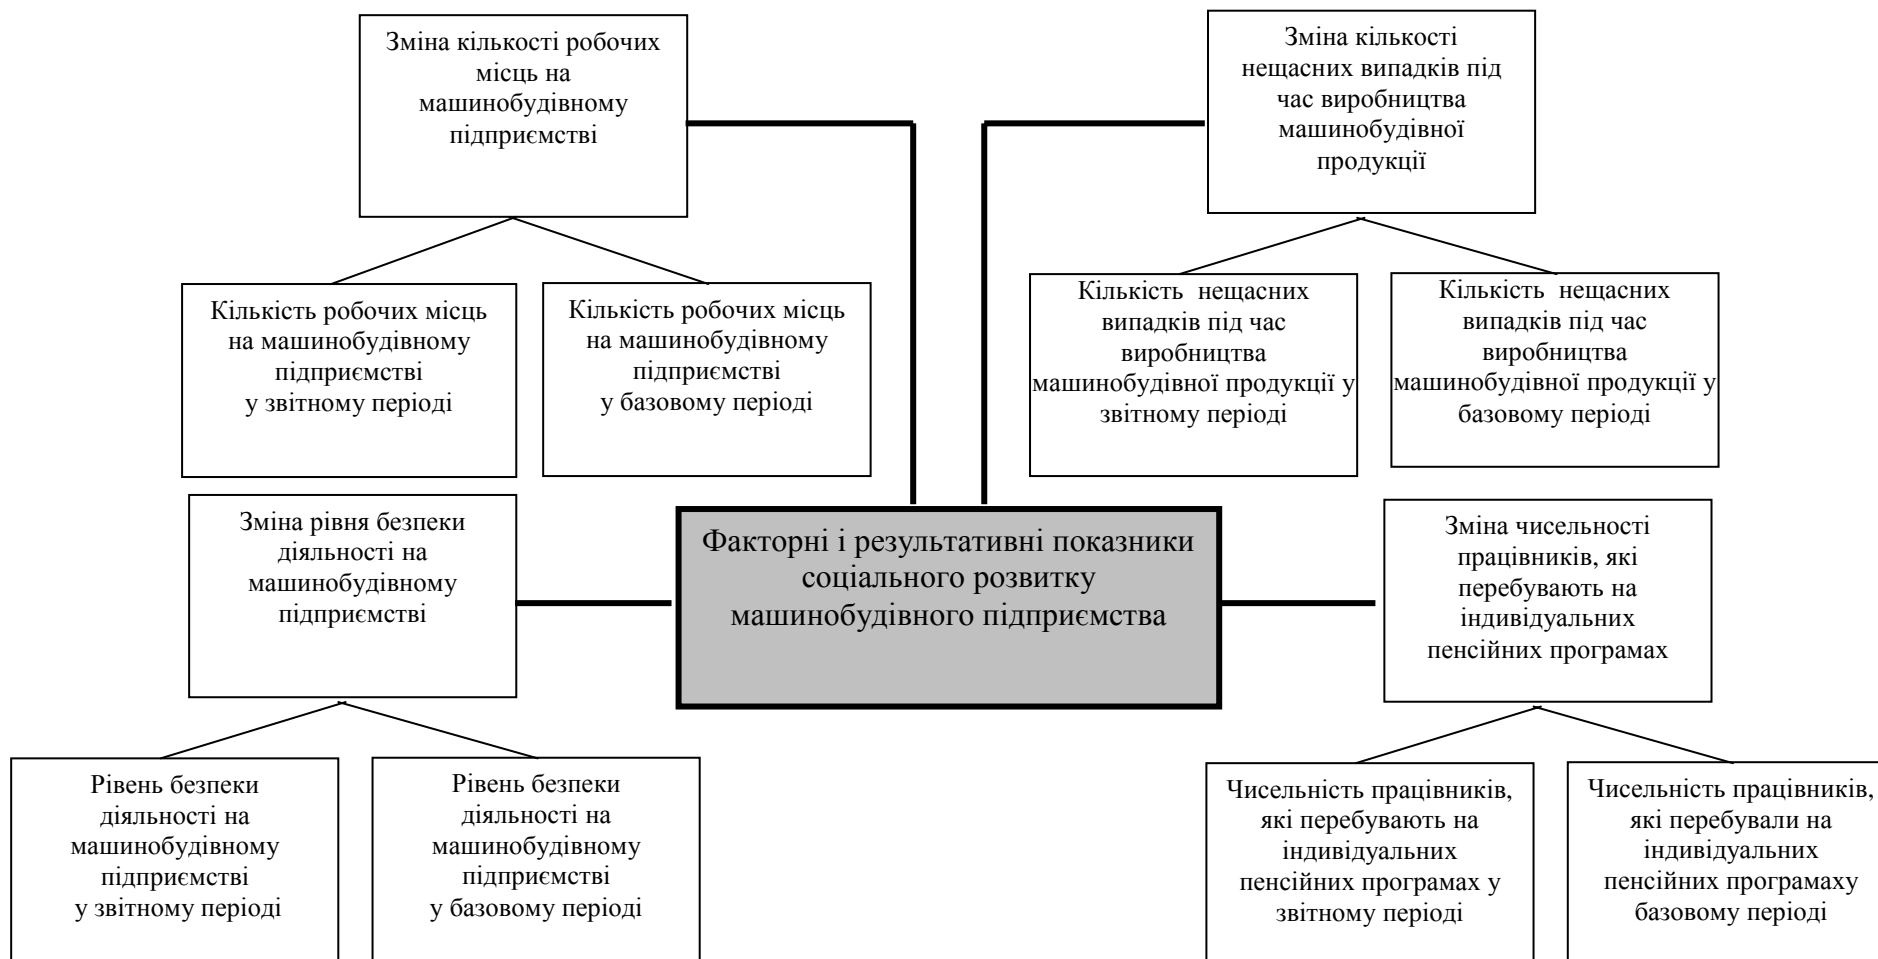 Зміна кількості робочих
місць на
машинобудівному
підприємстві
Зміна кількості
нещасних випадків під
час виробництва
машинобудівної
продукції
Кількість робочих місць
на машинобудівному
підприємстві
у звітному періоді
Кількість робочих місць
на машинобудівному
підприємстві
у базовому періоді
Кількість нещасних
випадків під час
виробництва
машинобудівної продукції у
звітному періоді
Кількість нещасних
випадків під час
виробництва
машинобудівної продукції у
базовому періоді
Зміна рівня безпеки
діяльності на
машинобудівному
підприємстві
Факторні і результативні показники
соціального розвитку
машинобудівного підприємства
Зміна чисельності
працівників, які
перебувають на
індивідуальних
пенсійних програмах
Рівень безпеки
діяльності на
машинобудівному
підприємстві
у звітному періоді
Рівень безпеки
діяльності на
машинобудівному
підприємстві
у базовому періоді
Чисельність працівників,
які перебувають на
індивідуальних
пенсійних програмах у
звітному періоді
Чисельність працівників,
які перебували на
індивідуальних
пенсійних програмаху
базовому періоді